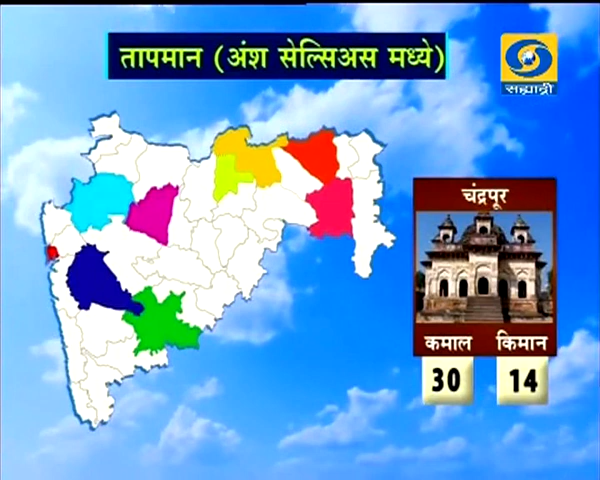 तापमान (अंश सेल्सिअस मध्ये)
सह्याद्री
चंद्रपूर
कमाल किमान
30 14